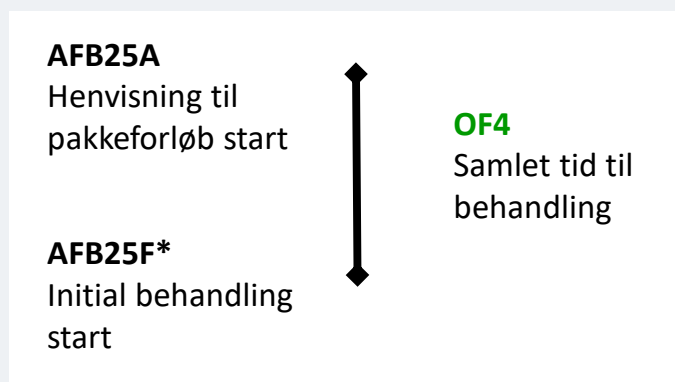 AFB25A
Henvisning til
pakkeforløb start
OF4
Samlet tid til
behandling
AFB25F*
Initial behandling
start